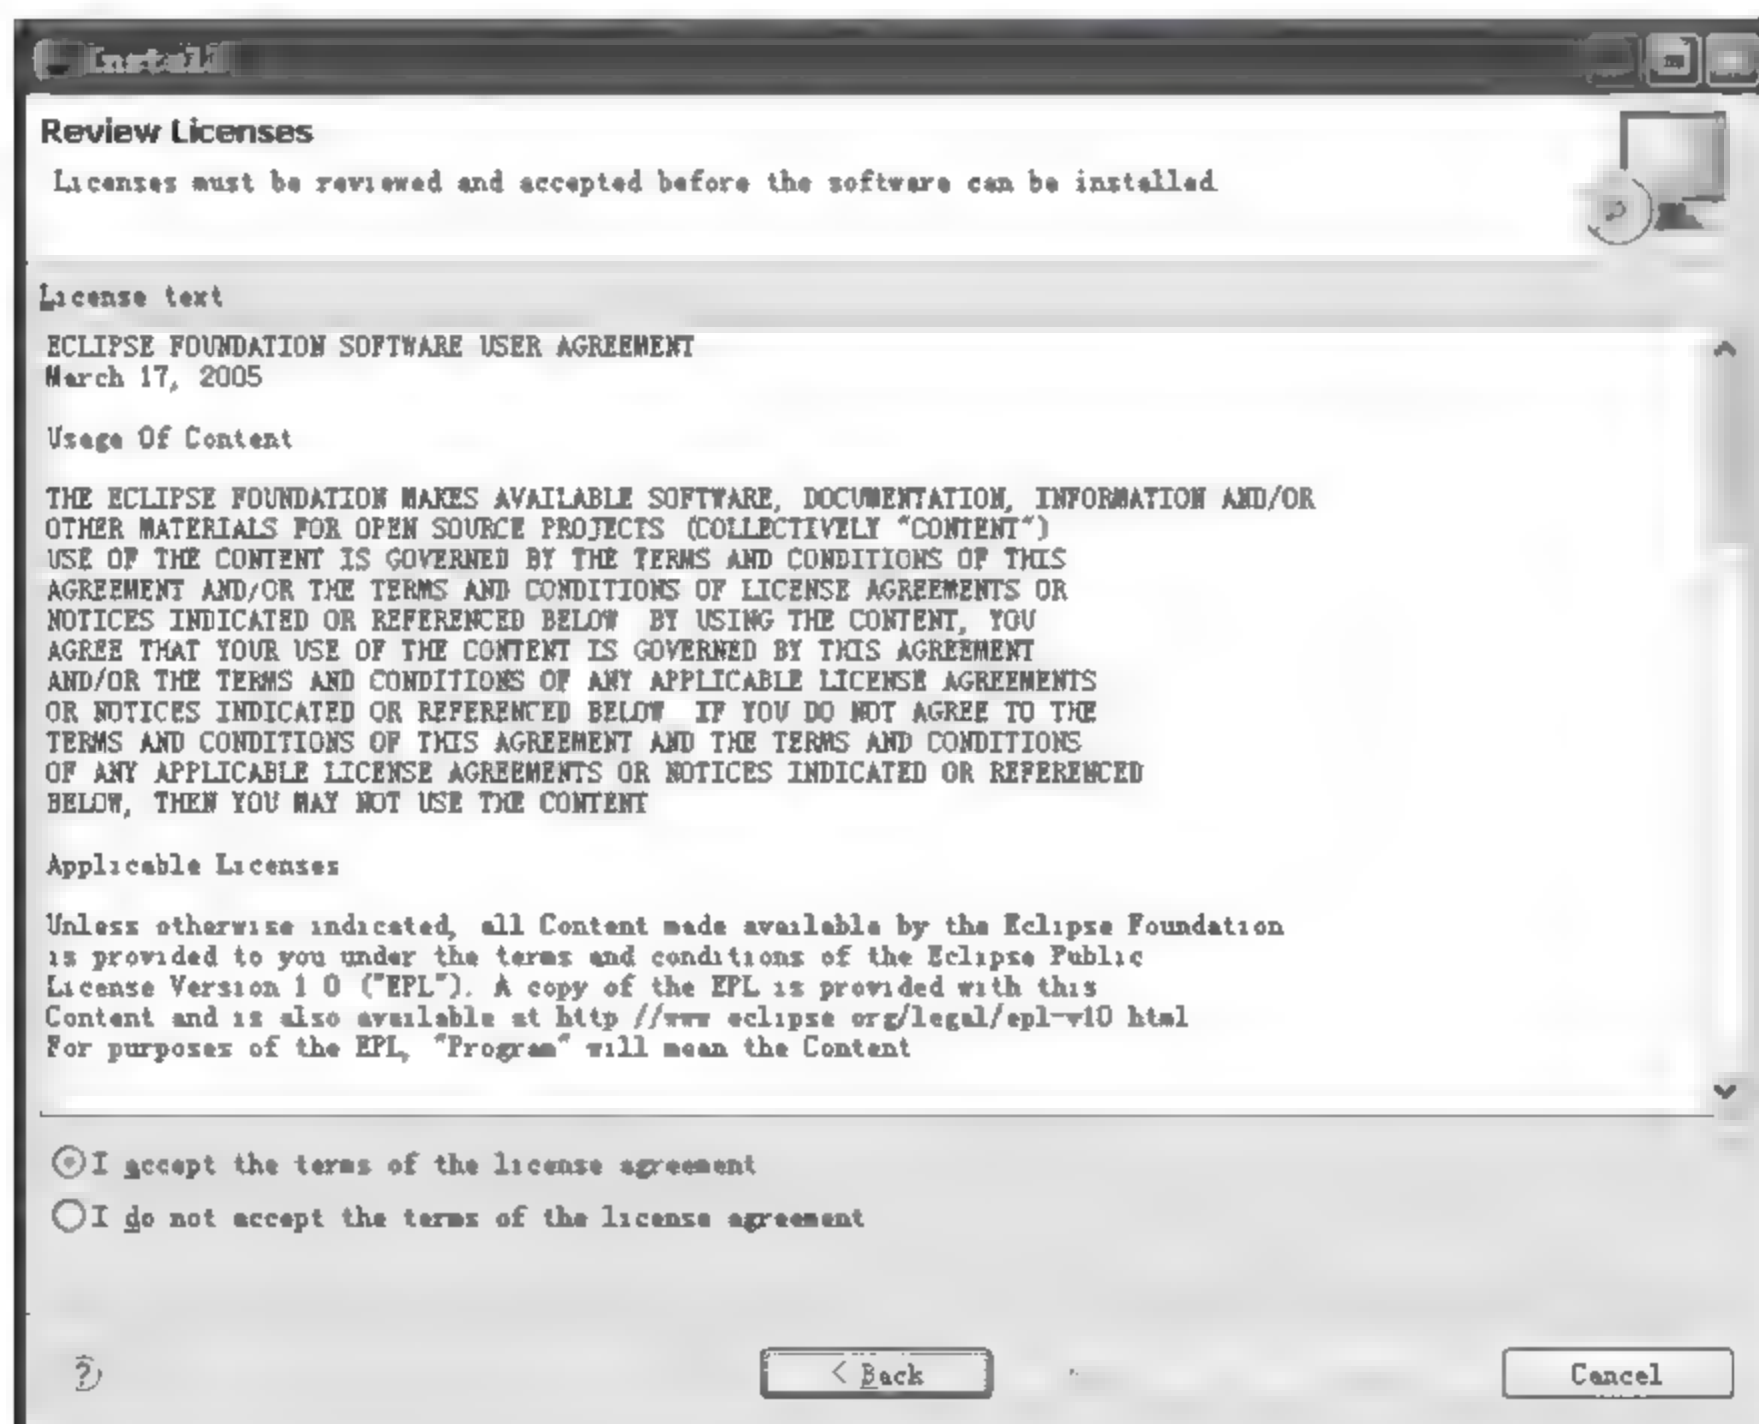 Install
Review Licenses
Licenses must be reviewed and accepted before the software can be installed
License text
ECLIPSE FOUNDATION SOFTWARE USER AGREEMENT
March 17, 2005
Usage Of Content
THE ECLIPSE FOUNDATION MAKES AVAILABLE SOFTWARE, DOCUMENTATION, INFORMATION AND/OR
OTHER MATERIALS FOR OPEN SOURCE PROJECTS (COLLECTIVELY "CONTENT")
USE OF THE CONTENT IS GOVERNED BY THE TERMS AND CONDITIONS OF THIS
AGREEMENT AND/OR THE TERMS AND CONDITIONS OF LICENSE AGREEMENTS OR
NOTICES INDICATED OR REFERENCED BELOW BY USING THE CONTENT, YOU
AGREE THAT YOUR USE OF THE CONTENT IS GOVERNED BY THIS AGREEMENT
AND/OR THE TERMS AND CONDITIONS OF ANY APPLICABLE LICENSE AGREEMENTS
OR NOTICES INDICATED OR REFERENCED BELOW IF YOU DO NOT AGREE TO THE
TERMS AND CONDITIONS OF THIS AGREEMENT AND THE TERMS AND CONDITIONS
OF ANY APPLICABLE LICENSE AGREEMENTS OR NOTICES INDICATED OR REFERENCED
BELOW, THEN YOU MAY NOT USE THE CONTENT
Applicable Licenses
Unless otherwise indicated, all Content made available by the Eclipse Foundation
is provided to you under the terms and conditions of the Eclipse Public
License Version 1 0 ("EPL"). A copy of the EPL is provided with this
Content and is also available at http //www eclipse org/legal/epl-v10 html
For purposes of the EPL, "Program" will mean the Content
I accept the terms of the license agreement
I do not accept the terms of the license agreement
< Back
Cancel